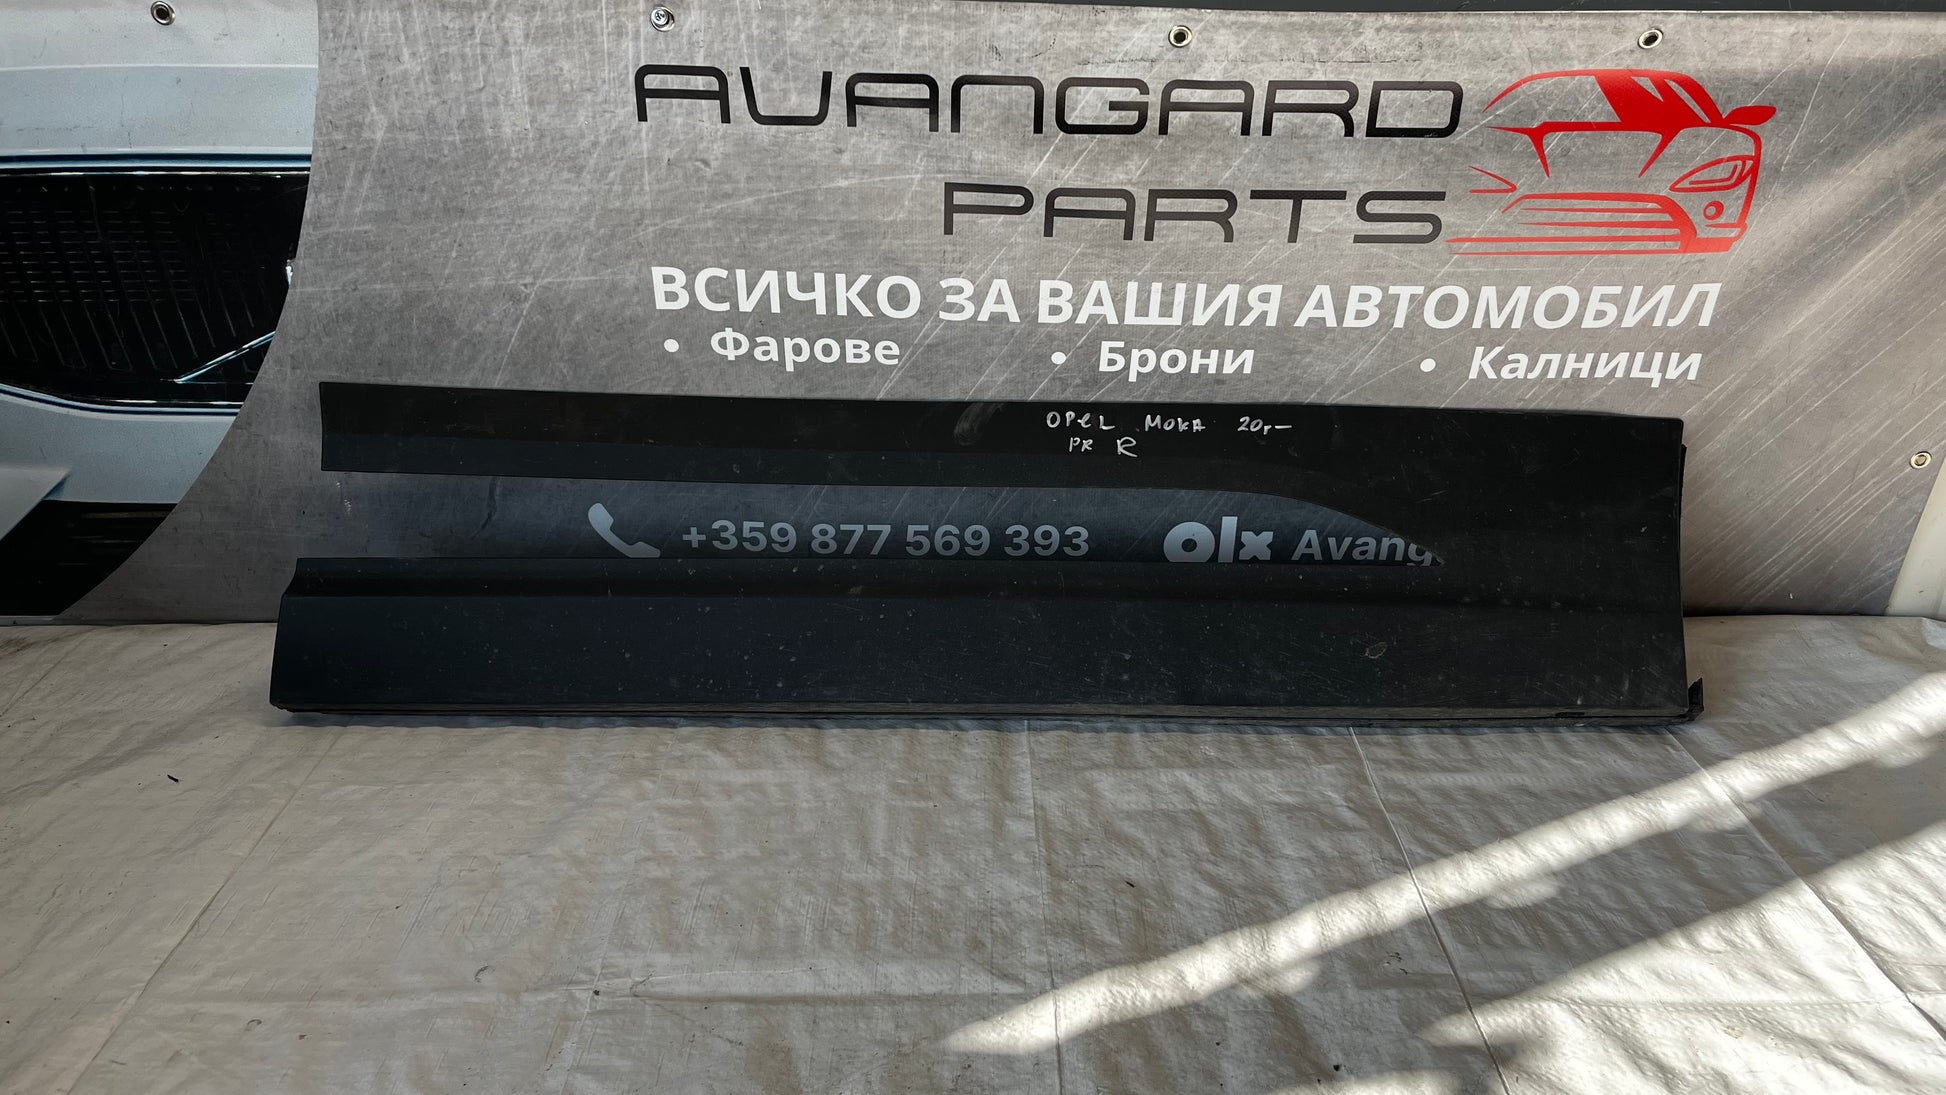 AVANGARD
PARTS
ВСИЧКО ЗА ВАШИЯ АВТОМОБИЛ
• Фарове • Брони • Калници
OPEL MOKA 20г-
PR R
+359 877 569 393 olx Avang